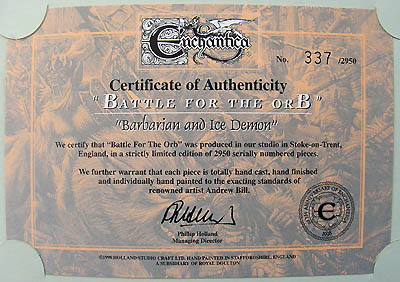 Enchantica
No. 337 /2950
Certificate of Authenticity
"BATTLE FOR THE ORB"
"Barbarian and Ice Demon"
We certify that "Battle For The Orb" was produced in our studio in Stoke-on-Trent,
England, in a strictly limited edition of 2950 serially numbered pieces.
We further warrant that each piece is totally hand cast, hand finished
and individually hand painted to the exacting standards of
renowned artist Andrew Bill.
Phillip Holland
Managing Director
©1998 HOLLAND STUDIO CRAFT LTD. HAND PAINTED IN STAFFORDSHIRE, ENGLAND
A SUBSIDIARY OF ROYAL DOULTON